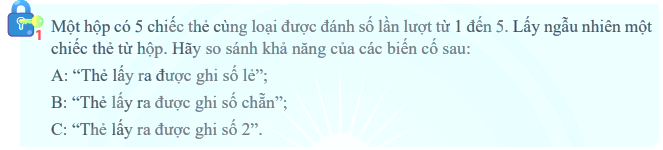 1 Một hộp có 5 chiếc thẻ cùng loại được đánh số lần lượt từ 1 đến 5. Lấy ngẫu nhiên một
chiếc thẻ từ hộp. Hãy so sánh khả năng của các biến cố sau:
A: “Thẻ lấy ra được ghi số lẻ”;
B: “Thẻ lấy ra được ghi số chẵn”;
C: “Thẻ lấy ra được ghi số 2”.